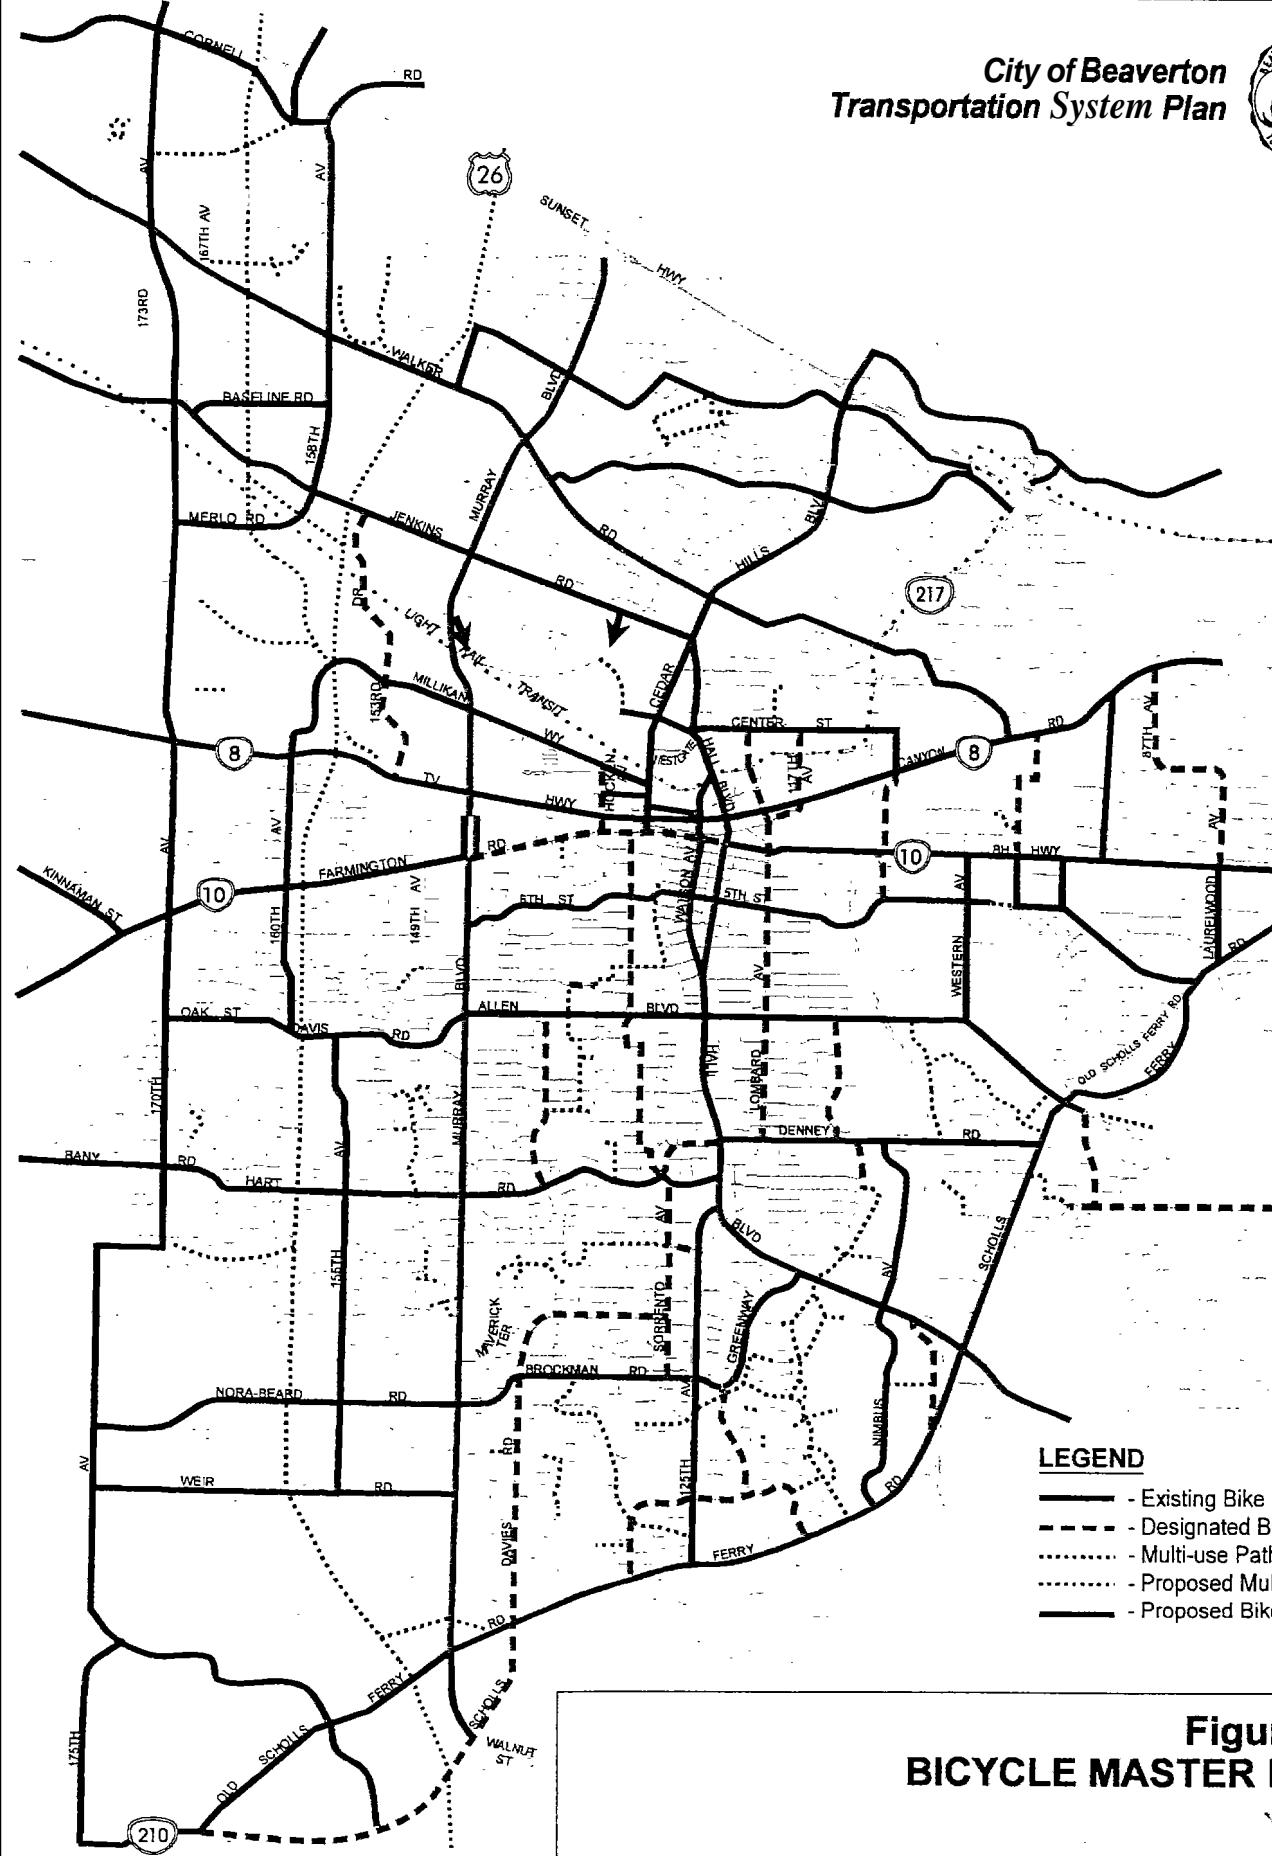 City of Beaverton
Transportation System Plan
CORNELL
RD
AV
AV
26
SUNSET
HWY
167TH AV
173RD
WALKER
BLVD
BASELINE RD
158TH
MURRAY
MERLO RD
JENKINS
RD
BLVD
HILLS
RD
DR
217
LIGHT
RAIL
TRANSIT
CEDAR
MILLIKAN
153RD
WY
CENTER ST
HALL
BLVD
117TH
AV
CANYON
RD
8
8
87TH AV
TV
HWY
HOCKEN
AV
RD
10
BH HWY
FARMINGTON
10
KINNAMAN ST
AV
AV
160TH
149TH AV
6TH ST
WATSON AV
5TH ST
AV
WESTERN
AV
LAURELWOOD
RD
BLVD
AV
OAK ST
DAVIS
RD
ALLEN
BLVD
HALL
LOMBARD
OLD SCHOLLS FERRY RD
FERRY
170TH
MURRAY
DENNEY
RD
BANY
RD
AV
HART
RD
AV
BLVD
SCHOLLS
155TH
AV
SORRENTO
GREENWAY
MAVERICK
TER
BROCKMAN RD
NORA-BEARD
RD
AV
NIMBUS
AV
RD
WEIR
RD
125TH
RD
DAVIES
FERRY
RD
FERRY
SCHOLLS
SCHOLLS
OLD
WALNUT
ST
175TH
210
LEGEND
- Existing Bike
- Designated B
- Multi-use Path
- Proposed Mul
- Proposed Bike
Figu
BICYCLE MASTER